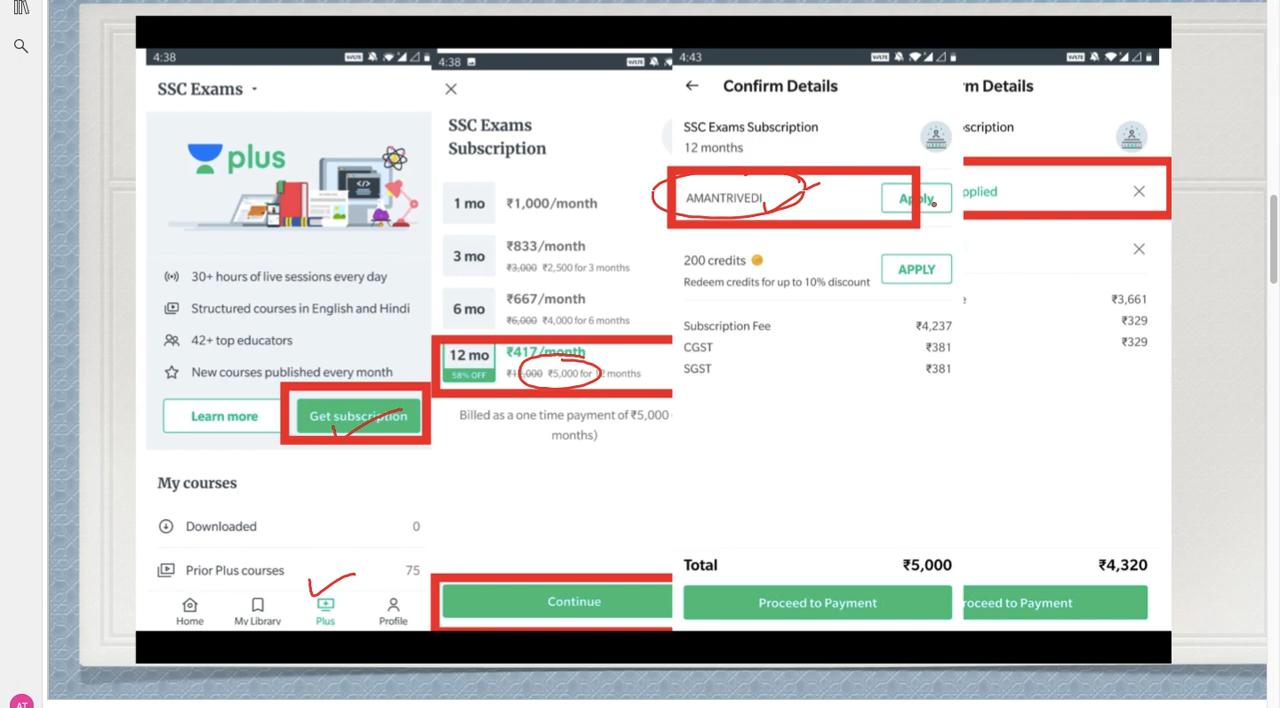 4:38
SSC Exams
plus
30+ hours of live sessions every day
Structured courses in English and Hindi
42+ top educators
New courses published every month
Learn more
Get subscription
My courses
Downloaded 0
Prior Plus courses 75
Home My Library Plus Profile
4:38
SSC Exams
Subscription
1 mo ₹1,000/month
3 mo ₹833/month
₹3,000 ₹2,500 for 3 months
6 mo ₹667/month
₹6,000 ₹4,000 for 6 months
12 mo ₹417/month
58% OFF ₹5,000 for 12 months
Billed as a one time payment of ₹5,000
months)
Continue
4:43
Confirm Details
SSC Exams Subscription
12 months
AMANTRIVEDI Apply
200 credits APPLY
Redeem credits for up to 10% discount
Subscription Fee ₹4,237
CGST ₹381
SGST ₹381
Total ₹5,000
Proceed to Payment
rm Details
scription
pplied
₹3,661
₹329
₹329
₹4,320
roceed to Payment
AT